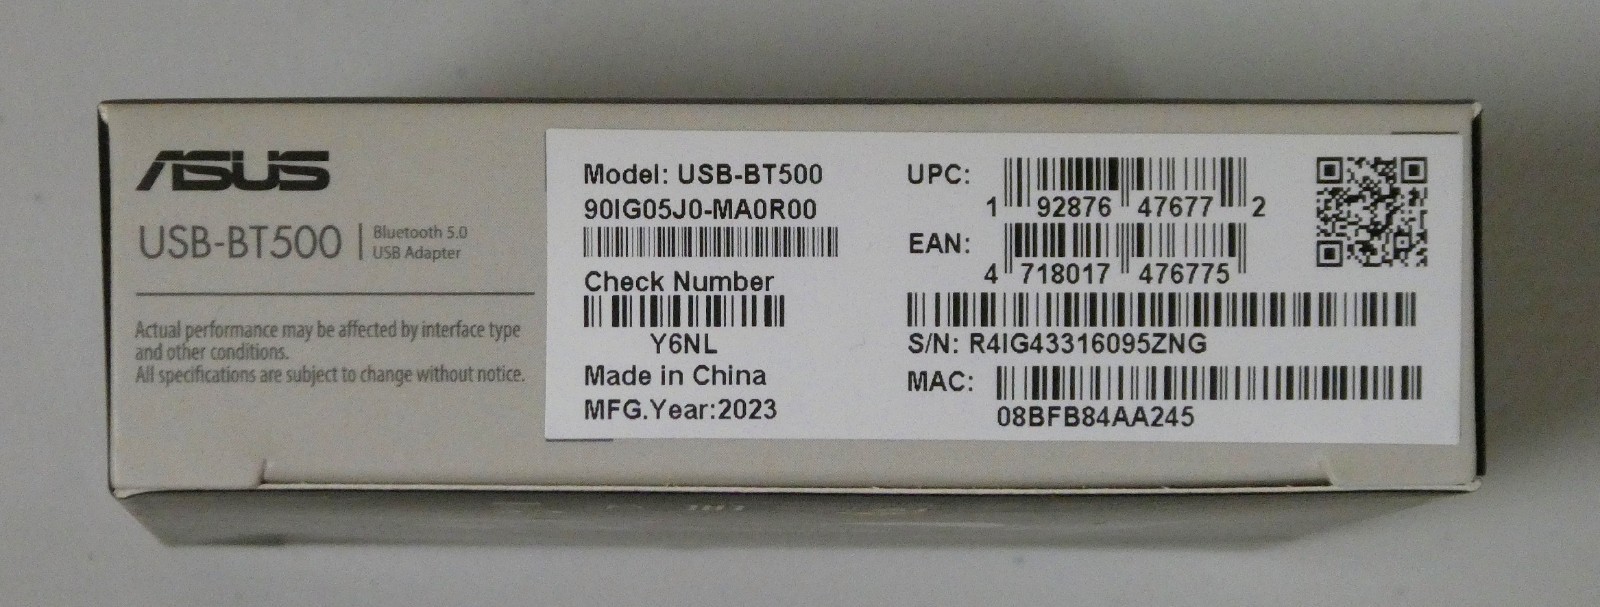 ASUS
USB-BT500
Bluetooth 5.0
USB Adapter
Actual performance may be affected by interface type
and other conditions.
All specifications are subject to change without notice.
Model: USB-BT500
90IG05J0-MA0R00
Check Number
Y6NL
Made in China
MFG.Year:2023
UPC:
1 92876 47677 2
EAN:
4 718017 476775
S/N: R4IG43316095ZNG
MAC:
08BFB84AA245